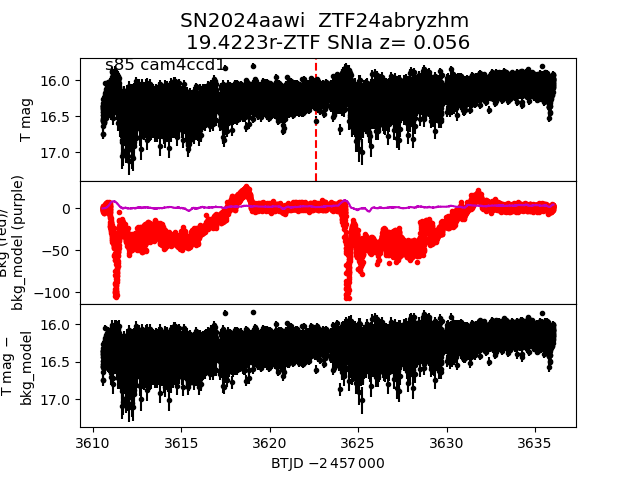 SN2024aawi  ZTF24abryzhm
19.4223r-ZTF SNIa z= 0.056
s85 cam4ccd1
16.0
16.5
17.0
T mag
0
−50
−100
Bkg (red)/
bkg_model (purple)
16.0
16.5
17.0
T mag −
bkg_model
3610 3615 3620 3625 3630 3635
BTJD −2 457 000